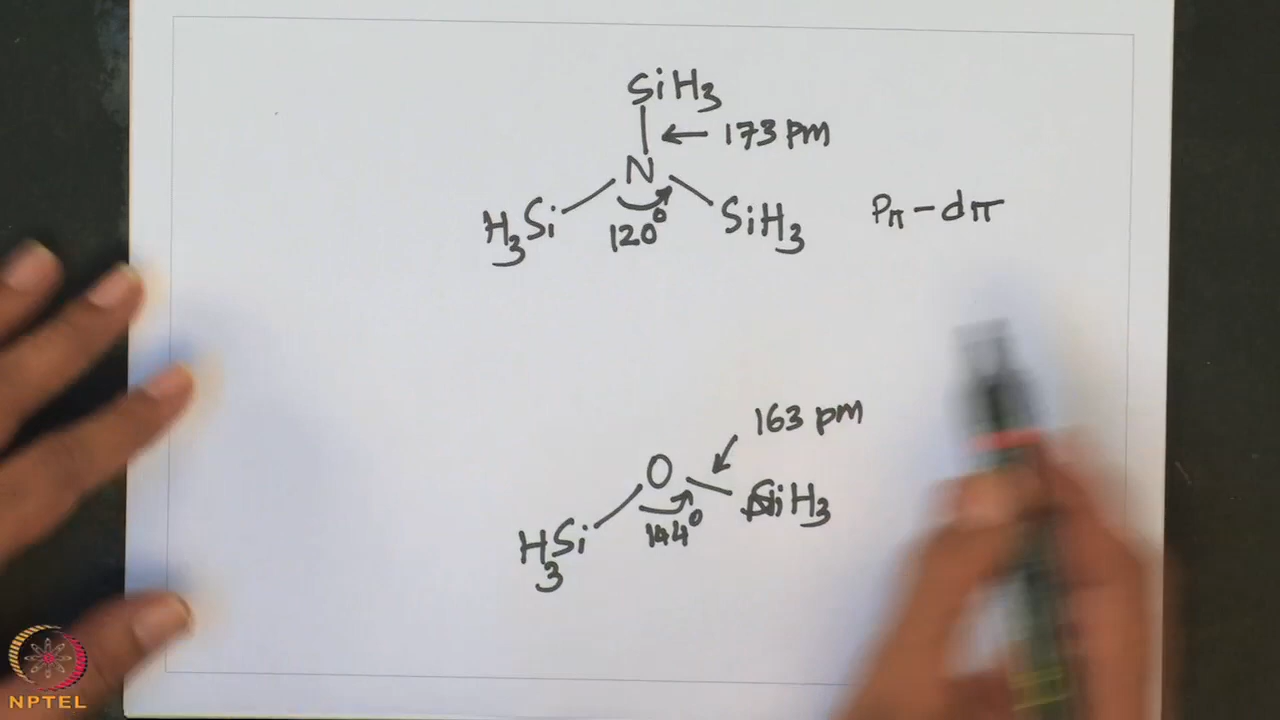 SiH3
173 pm
N
H3Si 120° SiH3
Pπ-dπ
163 pm
O
H3Si 144° SiH3
NPTEL